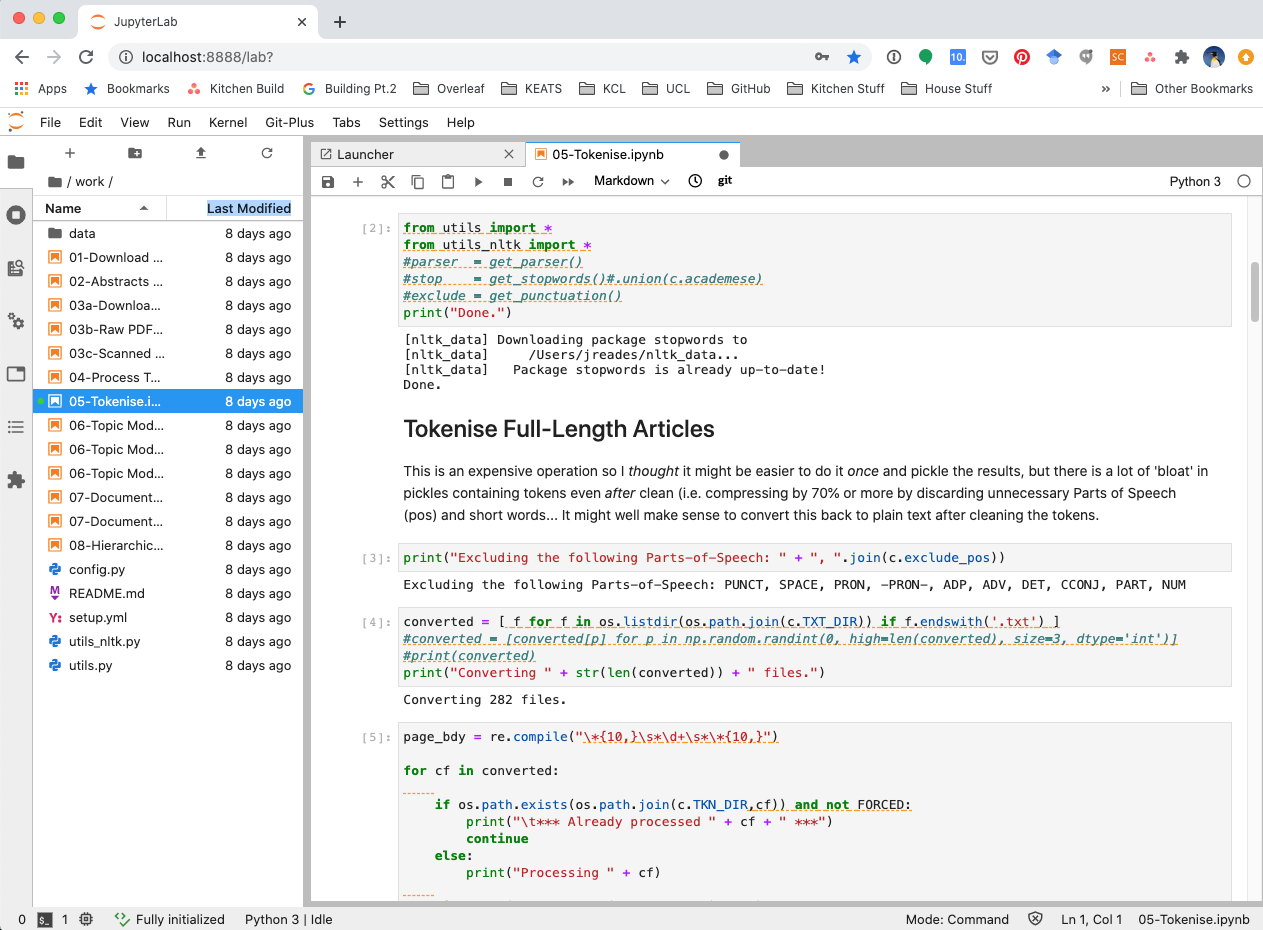 JupyterLab
localhost:8888/lab?
10.
SC
Apps Bookmarks Kitchen Build Building Pt.2 Overleaf KEATS KCL UCL GitHub Kitchen Stuff House Stuff » Other Bookmarks
File Edit View Run Kernel Git-Plus Tabs Settings Help
/ work /
Name Last Modified
data 8 days ago
01-Download ... 8 days ago
02-Abstracts ... 8 days ago
03a-Downloa... 8 days ago
03b-Raw PDF... 8 days ago
03c-Scanned ... 8 days ago
04-Process T... 8 days ago
05-Tokenise.i... 8 days ago
06-Topic Mod... 8 days ago
06-Topic Mod... 8 days ago
06-Topic Mod... 8 days ago
07-Document... 8 days ago
07-Document... 8 days ago
08-Hierarchic... 8 days ago
config.py 8 days ago
README.md 8 days ago
setup.yml 8 days ago
utils_nltk.py 8 days ago
utils.py 8 days ago
Launcher
05-Tokenise.ipynb
Markdown git Python 3
[2]: from utils import *
from utils_nltk import *
#parser  = get_parser()
#stop    = get_stopwords()#.union(c.academese)
#exclude = get_punctuation()
print("Done.")
[nltk_data] Downloading package stopwords to
[nltk_data]     /Users/jreades/nltk_data...
[nltk_data]   Package stopwords is already up-to-date!
Done.
Tokenise Full-Length Articles
This is an expensive operation so I thought it might be easier to do it once and pickle the results, but there is a lot of 'bloat' in
pickles containing tokens even after clean (i.e. compressing by 70% or more by discarding unnecessary Parts of Speech
(pos) and short words... It might well make sense to convert this back to plain text after cleaning the tokens.
[3]: print("Excluding the following Parts-of-Speech: " + ", ".join(c.exclude_pos))
Excluding the following Parts-of-Speech: PUNCT, SPACE, PRON, -PRON-, ADP, ADV, DET, CCONJ, PART, NUM
[4]: converted = [ f for f in os.listdir(os.path.join(c.TXT_DIR)) if f.endswith('.txt') ]
#converted = [converted[p] for p in np.random.randint(0, high=len(converted), size=3, dtype='int')]
#print(converted)
print("Converting " + str(len(converted)) + " files.")
Converting 282 files.
[5]: page_bdy = re.compile("\*{10,}\s*\d+\s*\*{10,}")
for cf in converted:
if os.path.exists(os.path.join(c.TKN_DIR,cf)) and not FORCED:
print("\t*** Already processed " + cf + " ***")
continue
else:
print("Processing " + cf)
0 1 Fully initialized Python 3 | Idle Mode: Command Ln 1, Col 1 05-Tokenise.ipynb